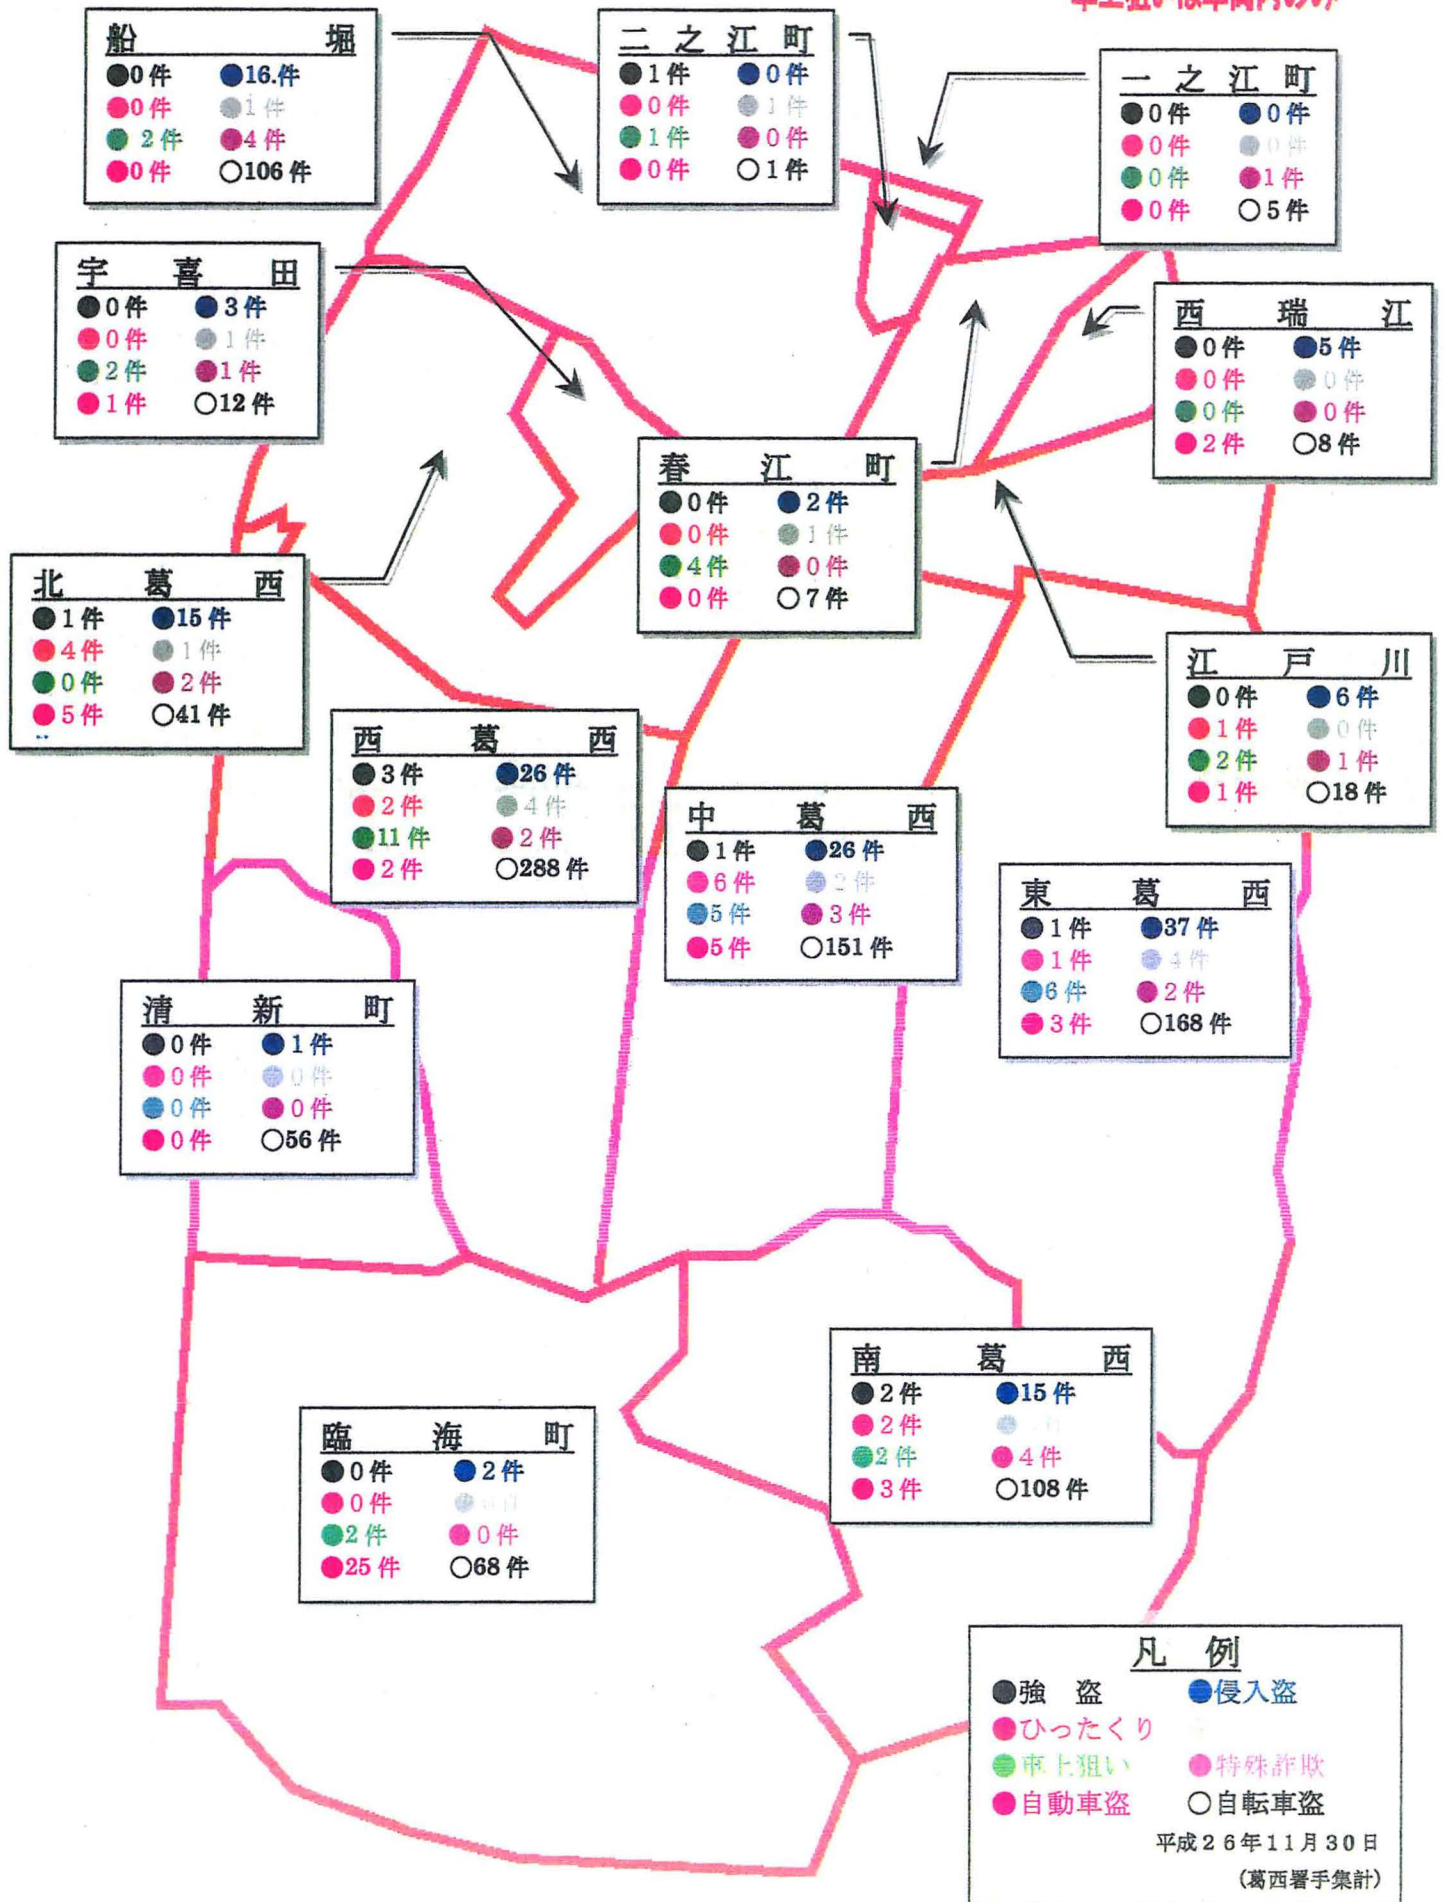 船堀
●0件 ●16.件
●0件 ●1件
●2件 ●4件
●0件 ○106件
二之江町
●1件 ●0件
●0件 ●1件
●1件 ●0件
●0件 ○1件
一之江町
●0件 ●0件
●0件 ●0件
●0件 ●1件
●0件 ○5件
宇喜田
●0件 ●3件
●0件 ●1件
●2件 ●1件
●1件 ○12件
西瑞江
●0件 ●5件
●0件 ●0件
●0件 ●0件
●2件 ○8件
春江町
●0件 ●2件
●0件 ●1件
●4件 ●0件
●0件 ○7件
北葛西
●1件 ●15件
●4件 ●1件
●0件 ●2件
●5件 ○41件
江戸川
●0件 ●6件
●1件 ●0件
●2件 ●1件
●1件 ○18件
西葛西
●3件 ●26件
●2件 ●4件
●11件 ●2件
●2件 ○288件
中葛西
●1件 ●26件
●6件 ●2件
●5件 ●3件
●5件 ○151件
東葛西
●1件 ●37件
●1件 ●4件
●6件 ●2件
●3件 ○168件
清新町
●0件 ●1件
●0件 ●0件
●0件 ●0件
●0件 ○56件
南葛西
●2件 ●15件
●2件 ●
●2件 ●4件
●3件 ○108件
臨海町
●0件 ●2件
●0件 ●
●2件 ●0件
●25件 ○68件
凡例
●強盗 ●侵入盗
●ひったくり
●車上狙い ●特殊詐欺
●自動車盗 ○自転車盗
平成26年11月30日
(葛西署手集計)